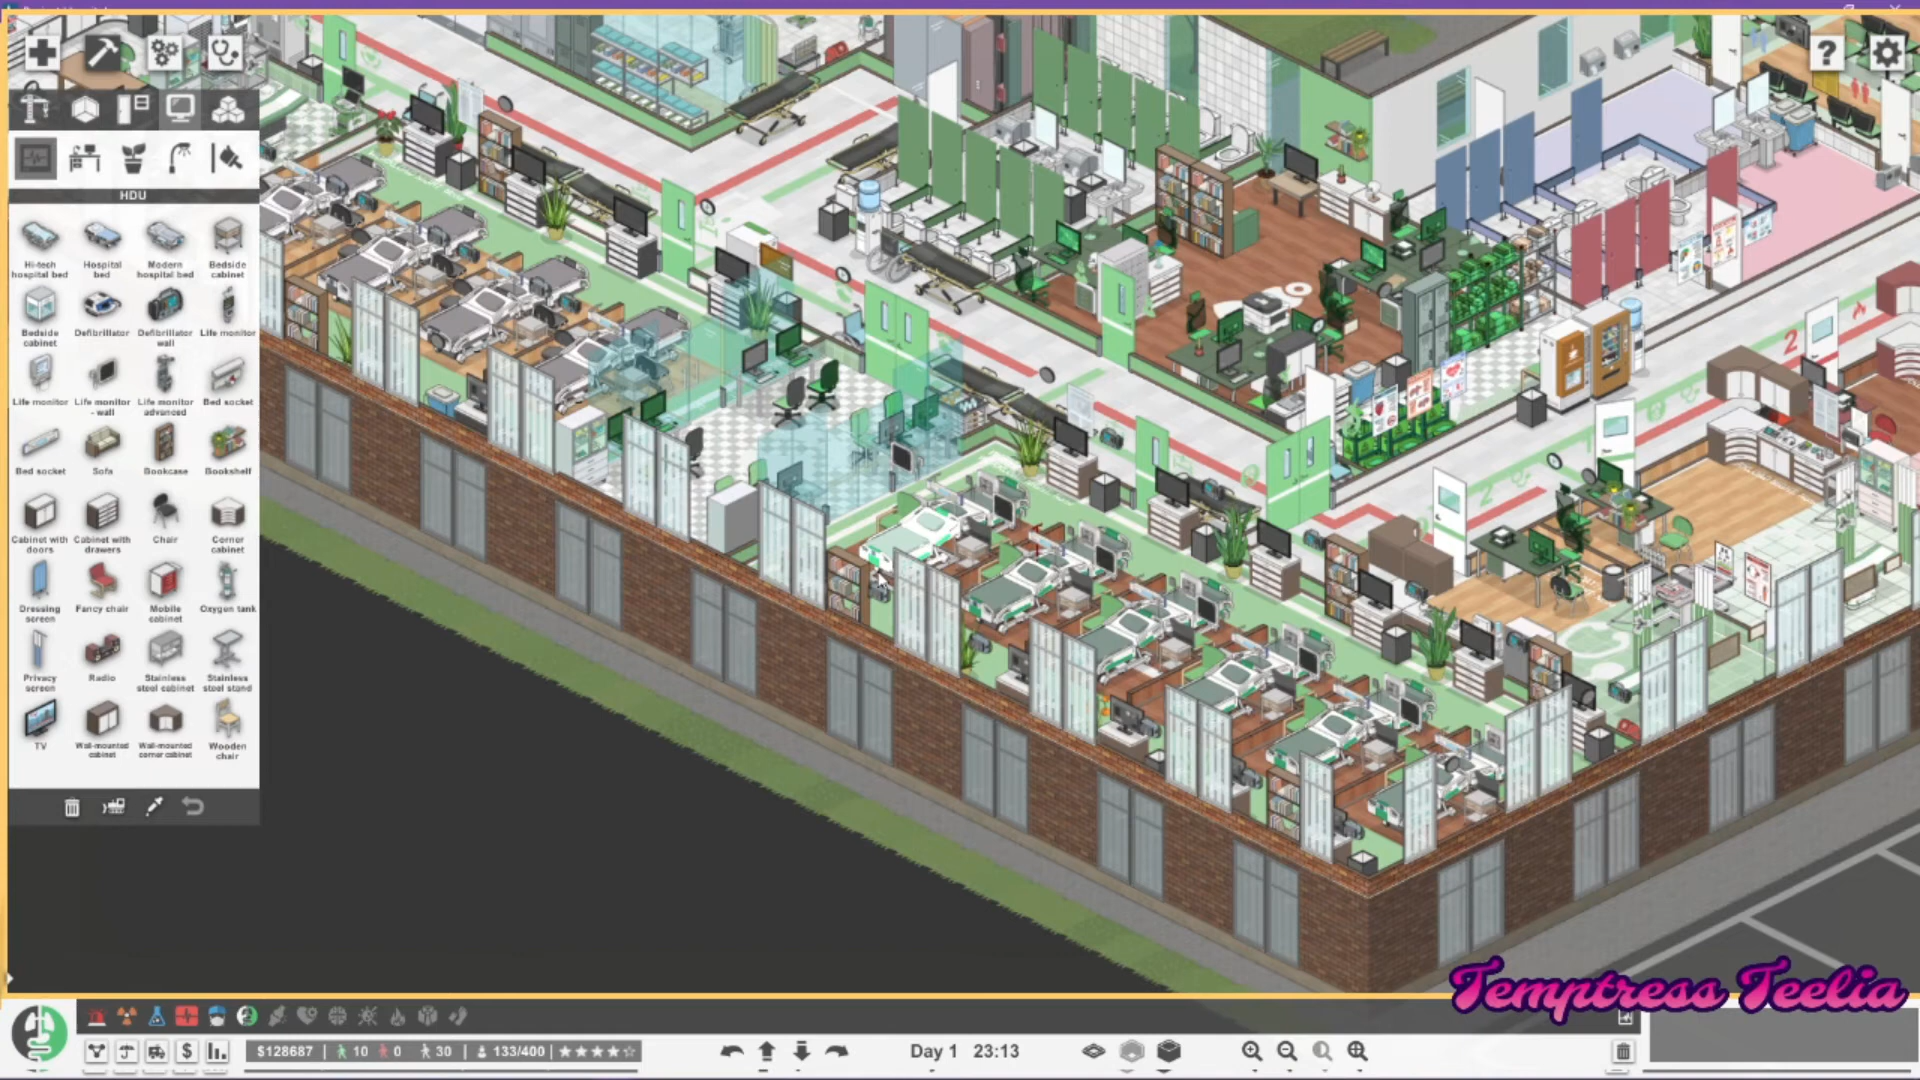 HDU
Hi-tech hospital bed
Hospital bed
Modern hospital bed
Bedside cabinet
Bedside cabinet
Defibrillator
Defibrillator wall
Life monitor
Life monitor
Life monitor - wall
Life monitor advanced
Bed socket
Bed socket
Sofa
Bookcase
Bookshelf
Cabinet with doors
Cabinet with drawers
Chair
Corner cabinet
Dressing screen
Fancy chair
Mobile cabinet
Oxygen tank
Privacy screen
Radio
Stainless steel cabinet
Stainless steel stand
TV
Wall-mounted cabinet
Wall-mounted corner cabinet
Wooden chair
?
2
2
Temptress Teelia
$
$128687 | 10 0 | 30 | 133/400 |
Day 1 23:13